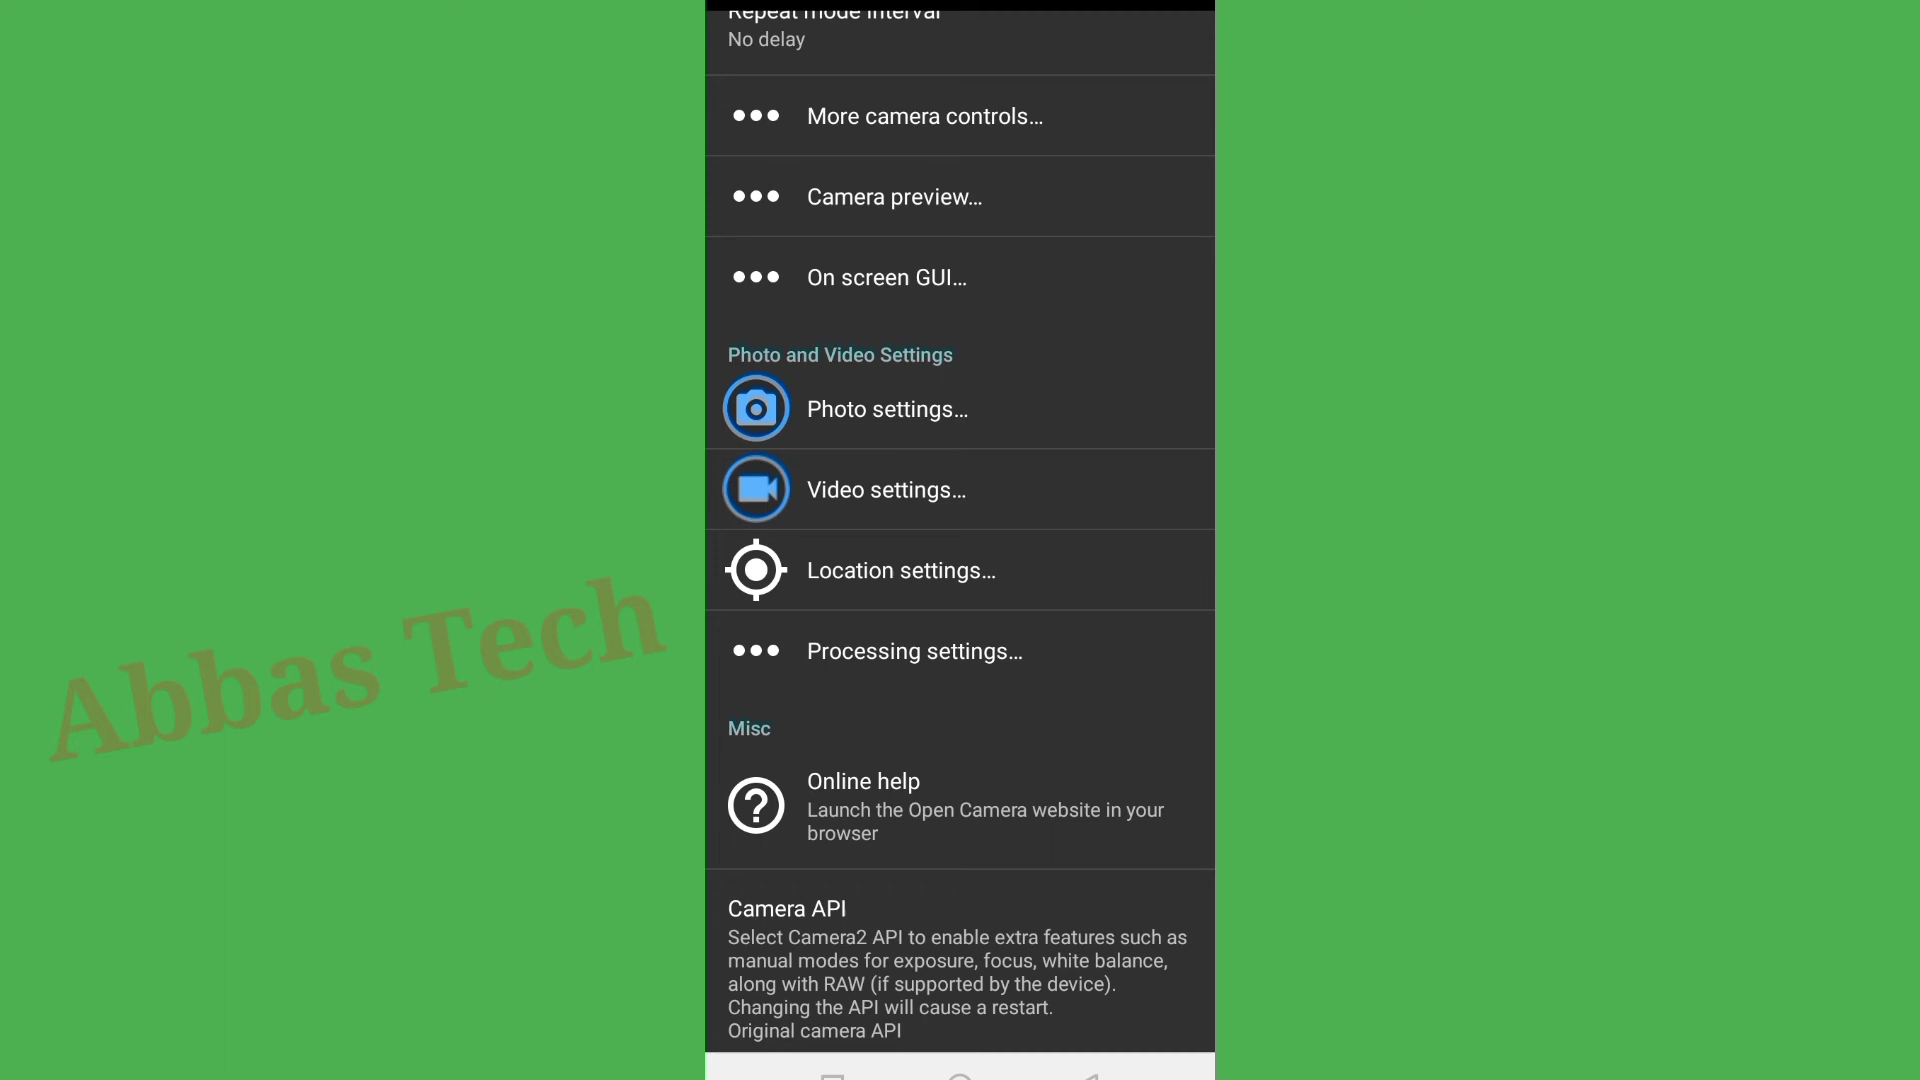 Repeat mode interval
No delay
More camera controls...
Camera preview...
On screen GUI...
Photo and Video Settings
Photo settings...
Video settings...
Location settings...
Processing settings...
Misc
Online help
Launch the Open Camera website in your
browser
Camera API
Select Camera2 API to enable extra features such as
manual modes for exposure, focus, white balance,
along with RAW (if supported by the device).
Changing the API will cause a restart.
Original camera API
Abbas Tech